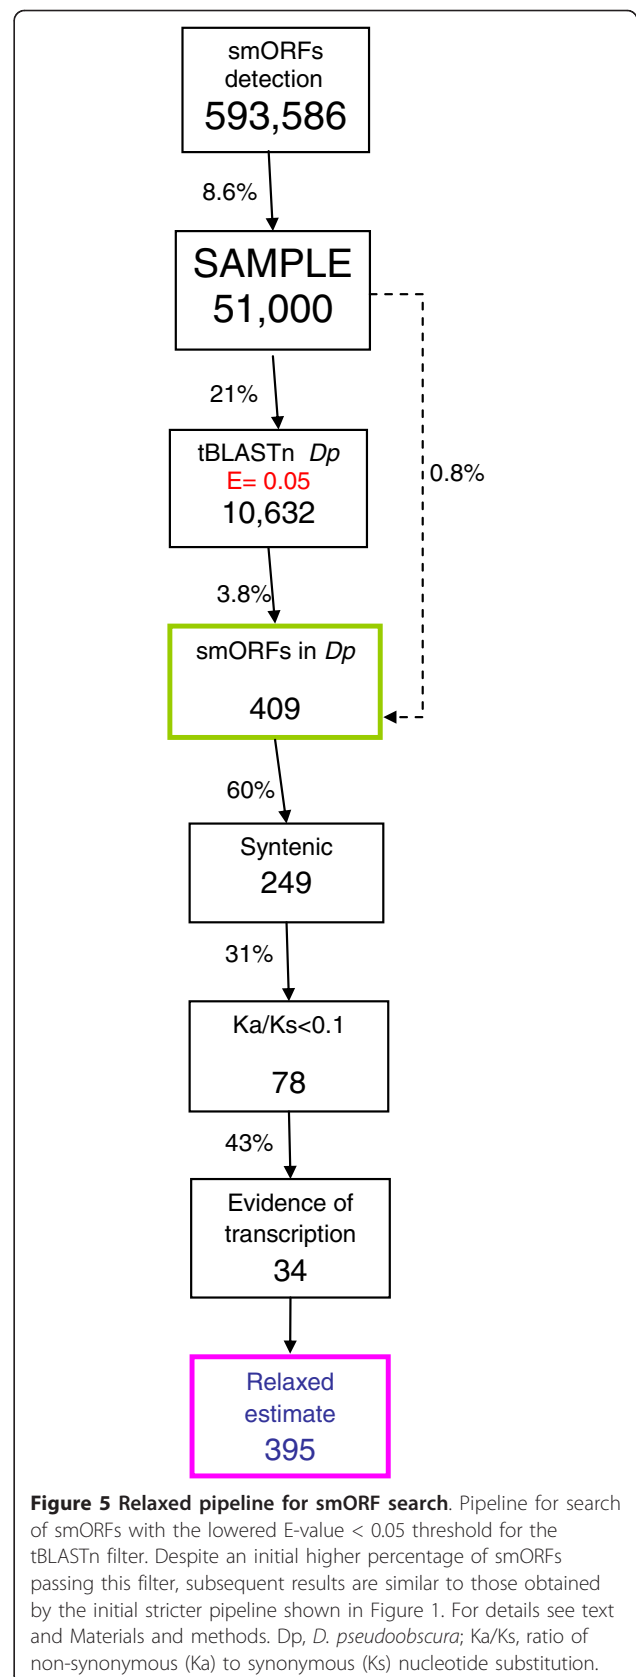 smORFs
detection
593,586
8.6%
SAMPLE
51,000
21%
tBLASTn Dp
E= 0.05
10,632
0.8%
3.8%
smORFs in Dp
409
60%
Syntenic
249
31%
Ka/Ks<0.1
78
43%
Evidence of
transcription
34
Relaxed
estimate
395
Figure 5 Relaxed pipeline for smORF search. Pipeline for search
of smORFs with the lowered E-value < 0.05 threshold for the
tBLASTn filter. Despite an initial higher percentage of smORFs
passing this filter, subsequent results are similar to those obtained
by the initial stricter pipeline shown in Figure 1. For details see text
and Materials and methods. Dp, D. pseudoobscura; Ka/Ks, ratio of
non-synonymous (Ka) to synonymous (Ks) nucleotide substitution.